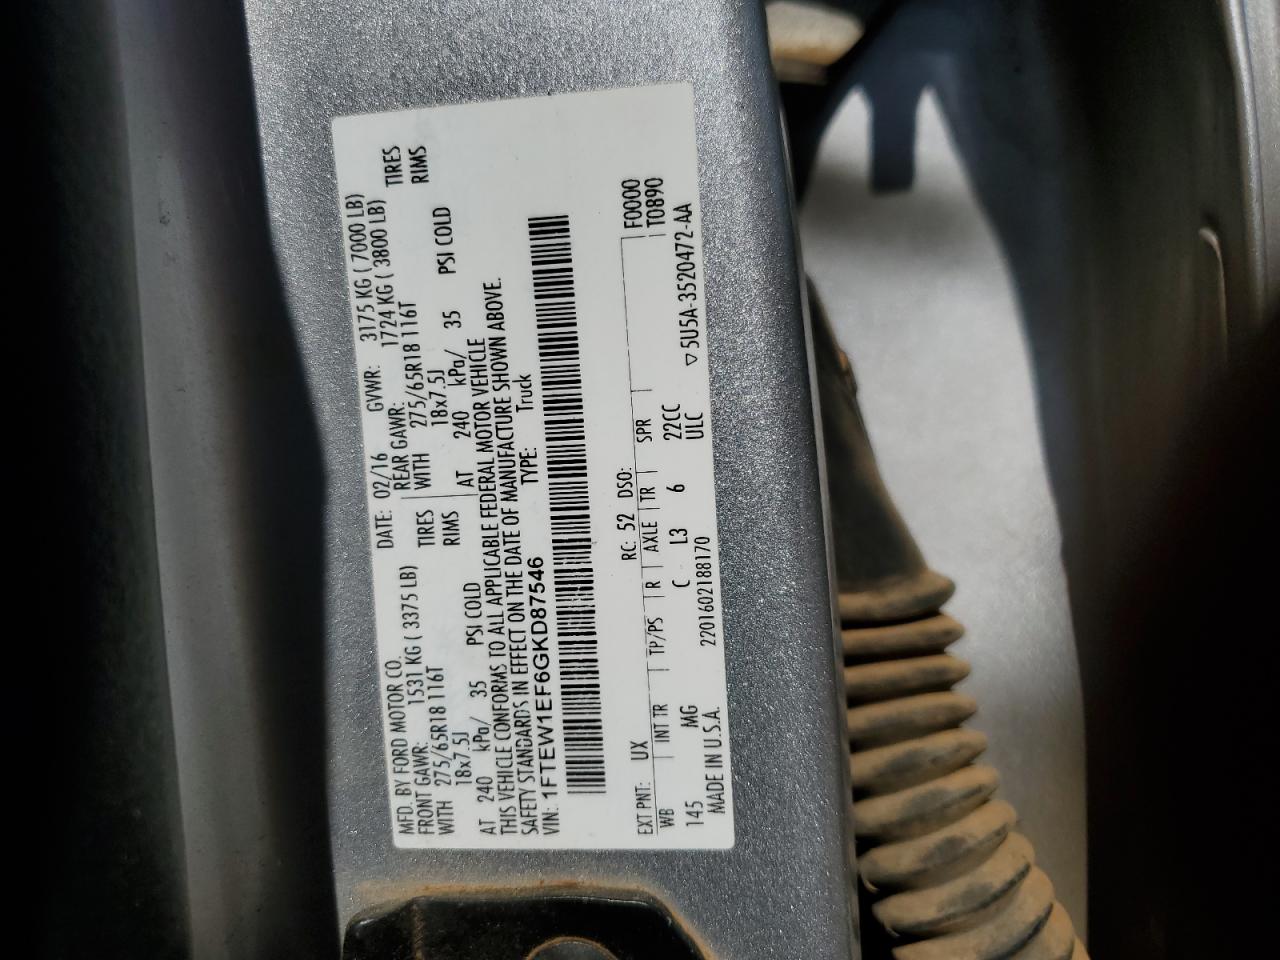 MFD. BY FORD MOTOR CO.
DATE: 02/16 GVWR: 3175 KG ( 7000 LB)
FRONT GAWR: 1531 KG ( 3375 LB) REAR GAWR: 1724 KG ( 3800 LB)
WITH 275/65R18 116T TIRES WITH 275/65R18 116T TIRES
18x7.5J RIMS 18x7.5J RIMS
AT 240 kPa/ 35 PSI COLD AT 240 kPa/ 35 PSI COLD
THIS VEHICLE CONFORMS TO ALL APPLICABLE FEDERAL MOTOR VEHICLE
SAFETY STANDARDS IN EFFECT ON THE DATE OF MANUFACTURE SHOWN ABOVE.
VIN: 1FTEW1EF6GKD87546 TYPE: Truck
EXT PNT: UX RC: 52 DSO: F0000
WB INT TR TP/PS R AXLE TR SPR T0890
145 MG C L3 6 22CC
MADE IN U.S.A. 2201602188170 ULC ▽5U5A-3520472-AA